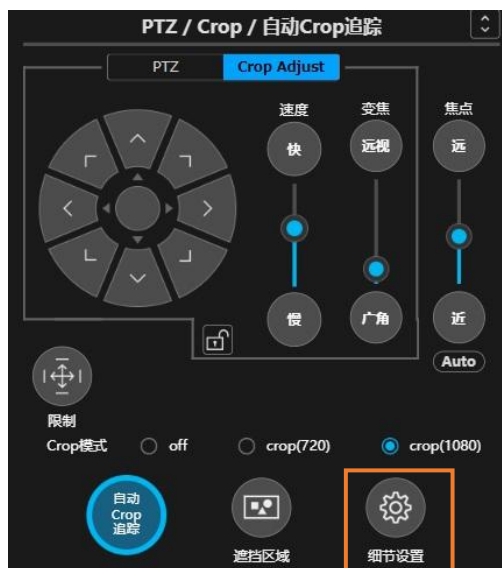 PTZ / Crop / 自动Crop追踪
PTZ
Crop Adjust
速度
变焦
焦点
快
远视
远
慢
广角
近
Auto
限制
Crop模式
off
crop(720)
crop(1080)
自动
Crop
追踪
遮挡区域
细节设置